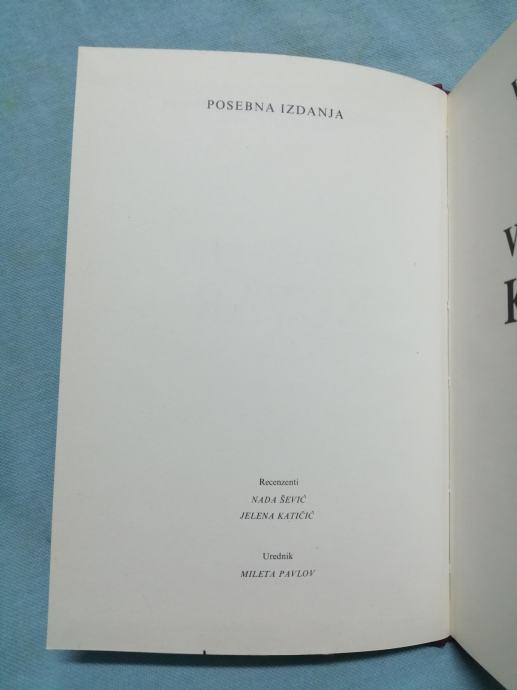 POSEBNA IZDANJA
Recenzenti
NADA ŠEVIĆ
JELENA KATIČIĆ
Urednik
MILETA PAVLOV